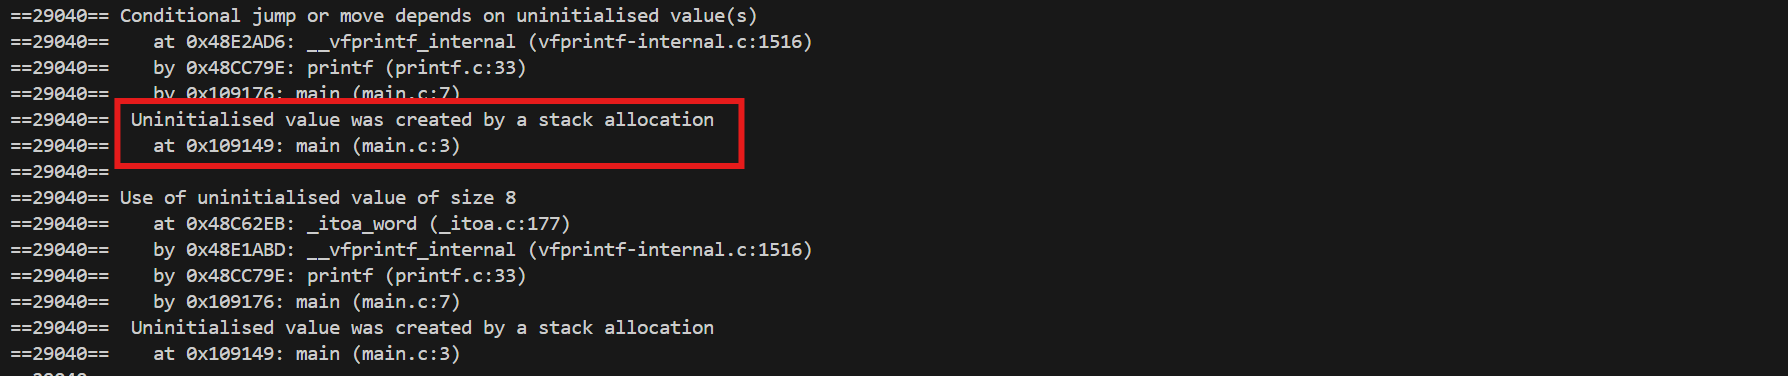 ==29040== Conditional jump or move depends on uninitialised value(s)
==29040==    at 0x48E2AD6: __vfprintf_internal (vfprintf-internal.c:1516)
==29040==    by 0x48CC79E: printf (printf.c:33)
==29040==    by 0x109176: main (main.c:7)
==29040==  Uninitialised value was created by a stack allocation
==29040==    at 0x109149: main (main.c:3)
==29040==
==29040== Use of uninitialised value of size 8
==29040==    at 0x48C62EB: _itoa_word (_itoa.c:177)
==29040==    by 0x48E1ABD: __vfprintf_internal (vfprintf-internal.c:1516)
==29040==    by 0x48CC79E: printf (printf.c:33)
==29040==    by 0x109176: main (main.c:7)
==29040==  Uninitialised value was created by a stack allocation
==29040==    at 0x109149: main (main.c:3)